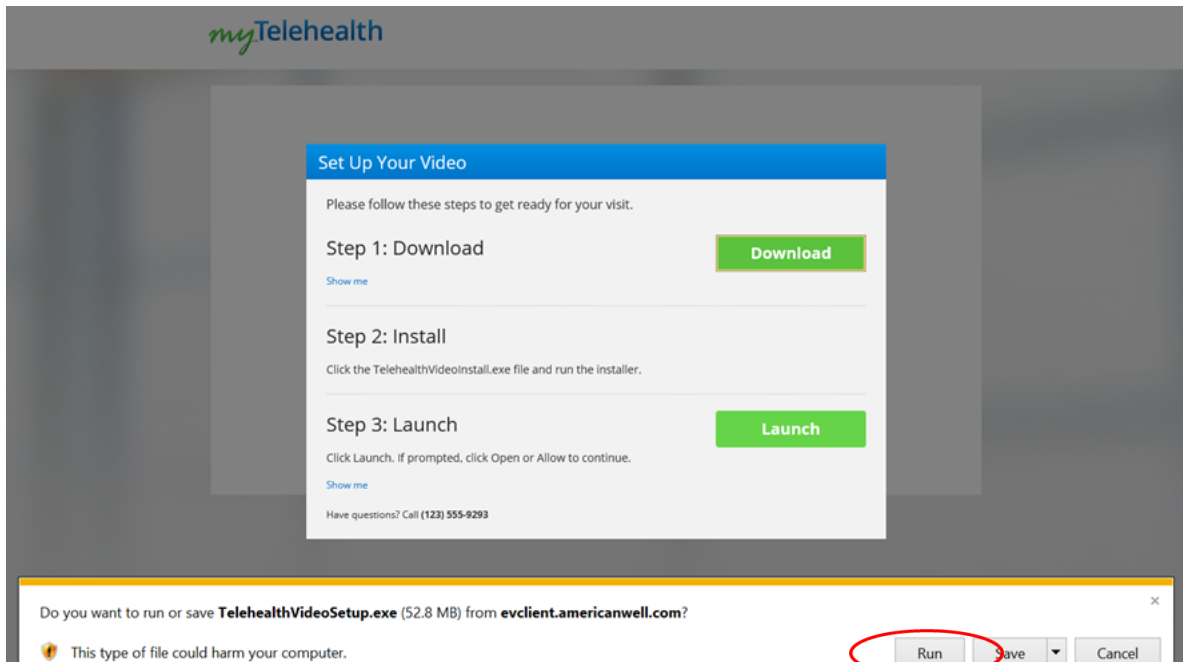 myTelehealth
Set Up Your Video
Please follow these steps to get ready for your visit.
Step 1: Download
Download
Show me
Step 2: Install
Click the TelehealthVideoInstall.exe file and run the installer.
Step 3: Launch
Launch
Click Launch. If prompted, click Open or Allow to continue.
Show me
Have questions? Call (123) 555-9293
Do you want to run or save TelehealthVideoSetup.exe (52.8 MB) from evclient.americanwell.com?
This type of file could harm your computer.
Run Save Cancel